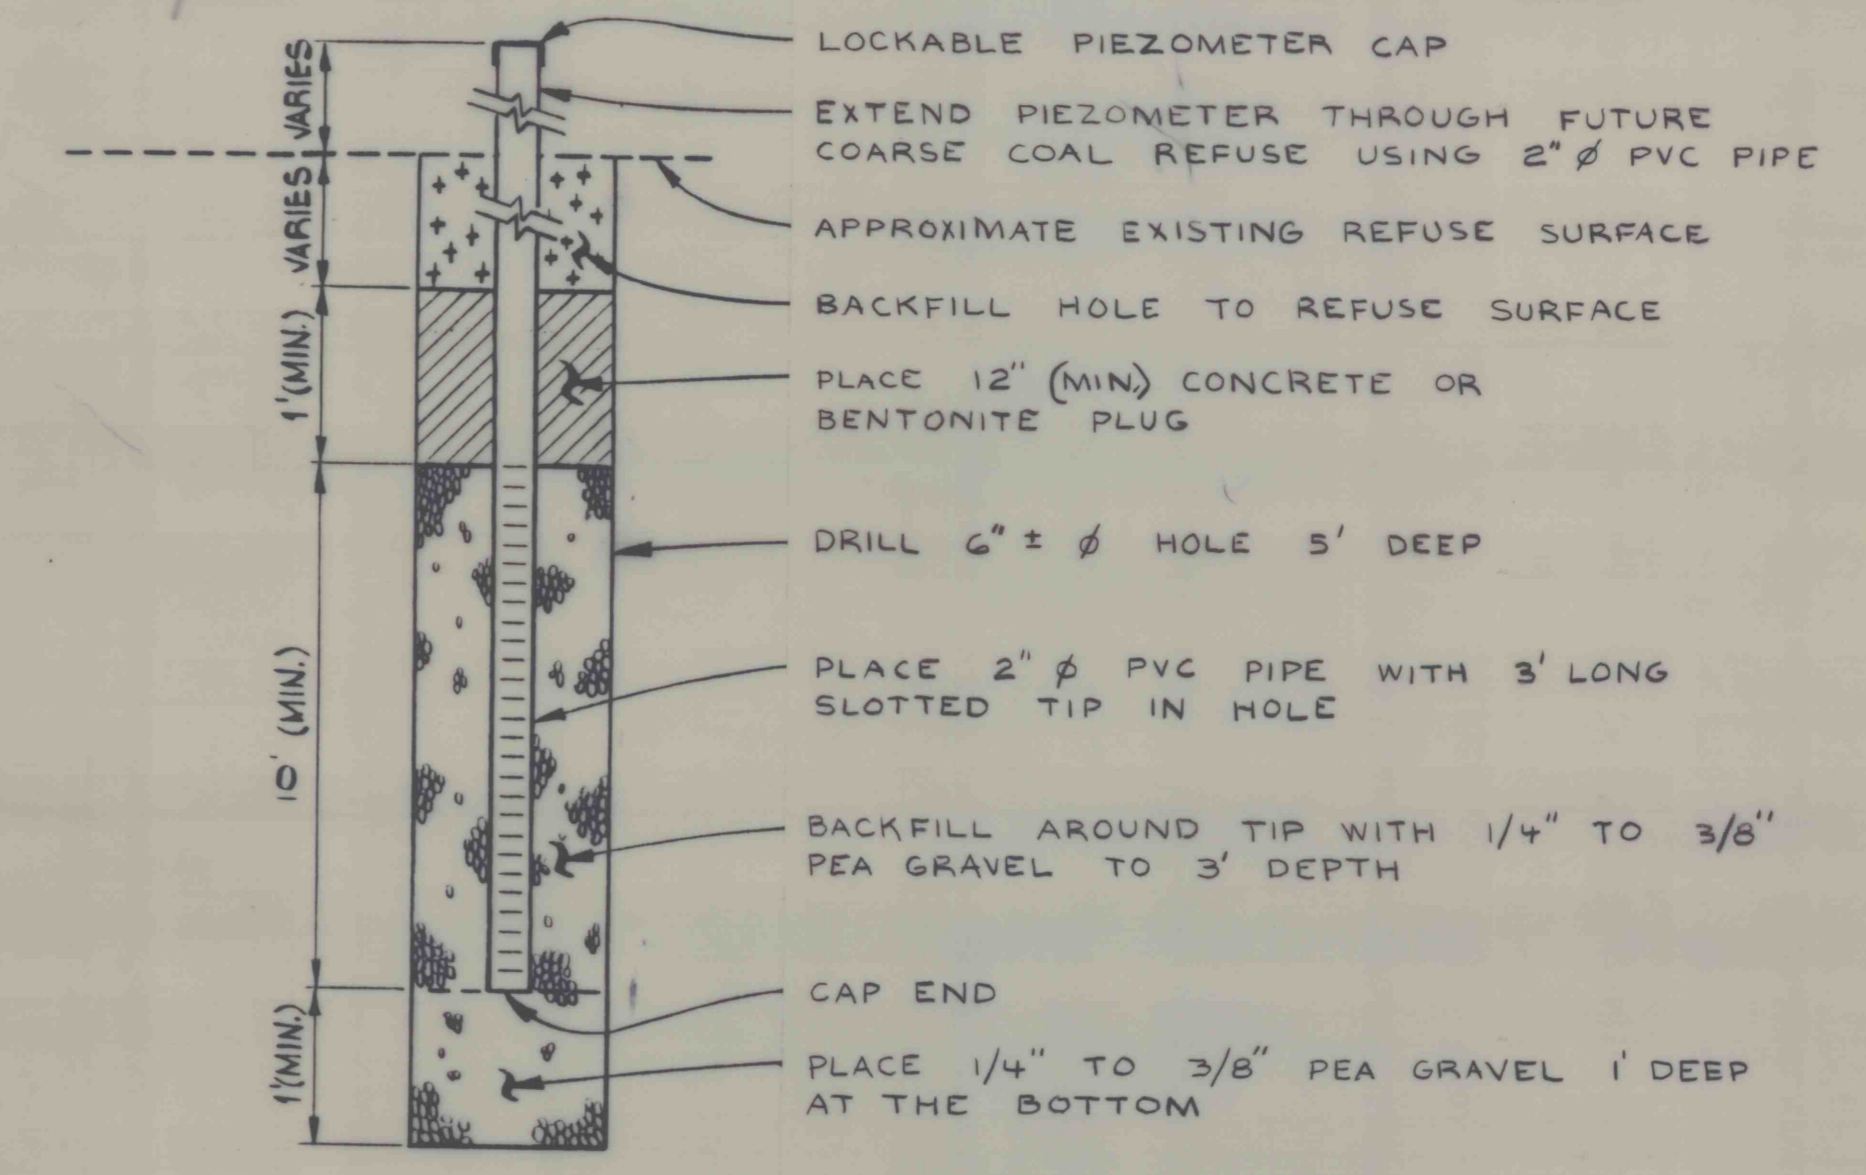 LOCKABLE PIEZOMETER CAP
EXTEND PIEZOMETER THROUGH FUTURE
COARSE COAL REFUSE USING 2" ø PVC PIPE
APPROXIMATE EXISTING REFUSE SURFACE
BACKFILL HOLE TO REFUSE SURFACE
PLACE 12" (MIN.) CONCRETE OR
BENTONITE PLUG
DRILL 6" ± ø HOLE 5' DEEP
PLACE 2" ø PVC PIPE WITH 3' LONG
SLOTTED TIP IN HOLE
BACKFILL AROUND TIP WITH 1/4" TO 3/8"
PEA GRAVEL TO 3' DEPTH
CAP END
PLACE 1/4" TO 3/8" PEA GRAVEL 1' DEEP
AT THE BOTTOM
VARIES
VARIES
1'(MIN.)
10' (MIN.)
1'(MIN.)